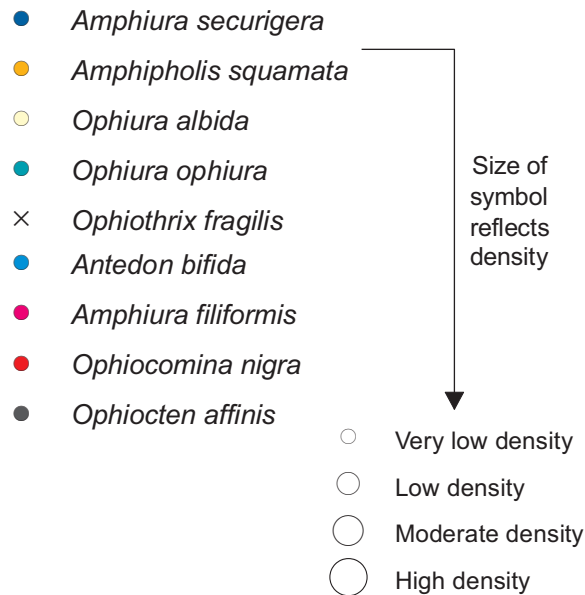 Amphiura securigera
Amphipholis squamata
Ophiura albida
Ophiura ophiura
Ophiothrix fragilis
Antedon bifida
Amphiura filiformis
Ophiocomina nigra
Ophiocten affinis
Size of
symbol
reflects
density
Very low density
Low density
Moderate density
High density